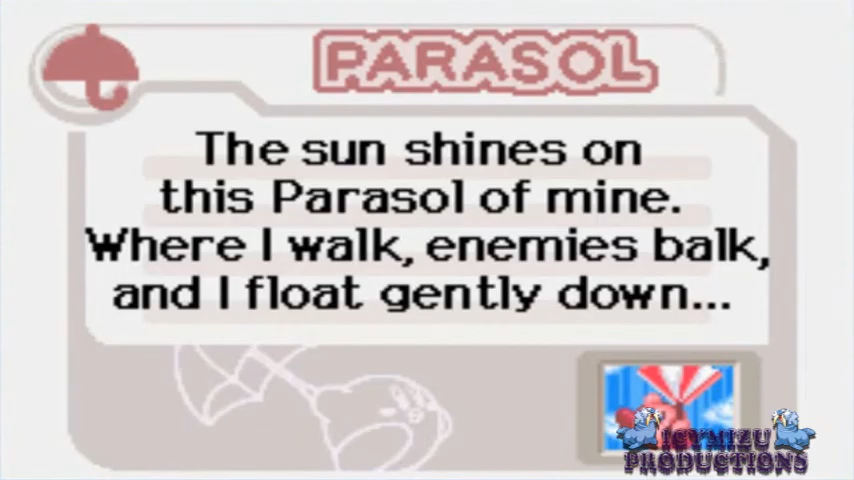 PARASOL
The sun shines on
this Parasol of mine.
Where I walk, enemies balk,
and I float gently down...
ICYMIZU
PRODUCTIONS